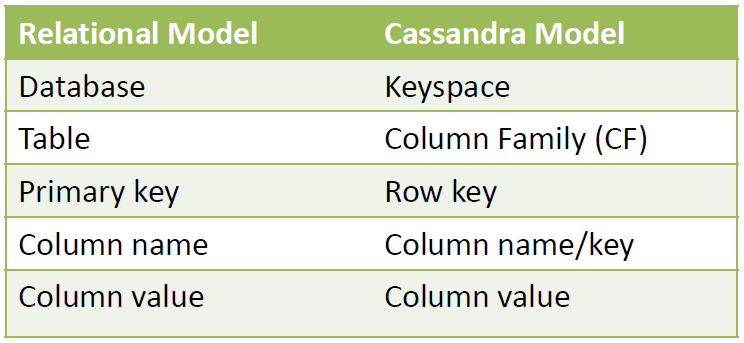 Relational Model Cassandra Model
Database Keyspace
Table Column Family (CF)
Primary key Row key
Column name Column name/key
Column value Column value